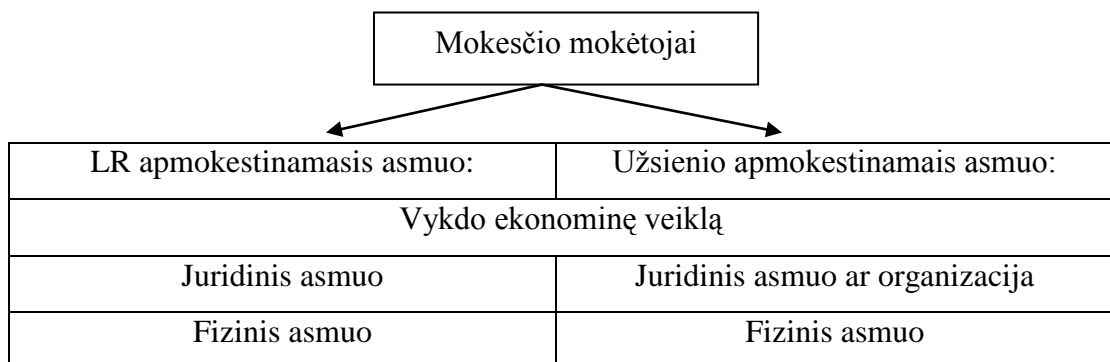 Mokesčio mokėtojai
LR apmokestinamasis asmuo:
Užsienio apmokestinamais asmuo:
Vykdo ekonominę veiklą
Juridinis asmuo
Juridinis asmuo ar organizacija
Fizinis asmuo
Fizinis asmuo